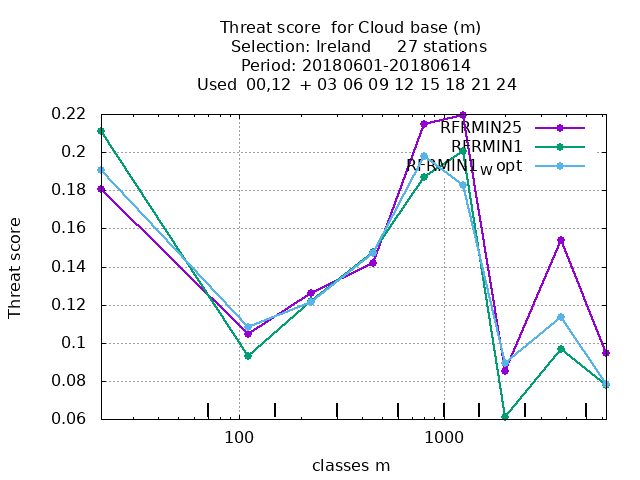 Threat score for Cloud base (m)
Selection: Ireland 27 stations
Period: 20180601-20180614
Used 00,12 + 03 06 09 12 15 18 21 24
RFRMIN25
RFRMIN1
RFRMIN1wopt
Threat score
0.22
0.2
0.18
0.16
0.14
0.12
0.1
0.08
0.06
100 1000
classes m